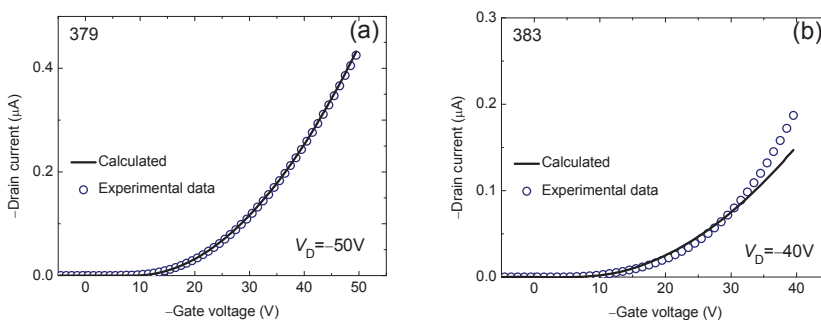 379
(a)
0.4
0.2
0.0
−Drain current (μA)
Calculated
Experimental data
VD=−50V
0 10 20 30 40 50
−Gate voltage (V)
383
(b)
0.3
0.2
0.1
0.0
−Drain current (μA)
Calculated
Experimental data
VD=−40V
0 10 20 30 40
−Gate voltage (V)